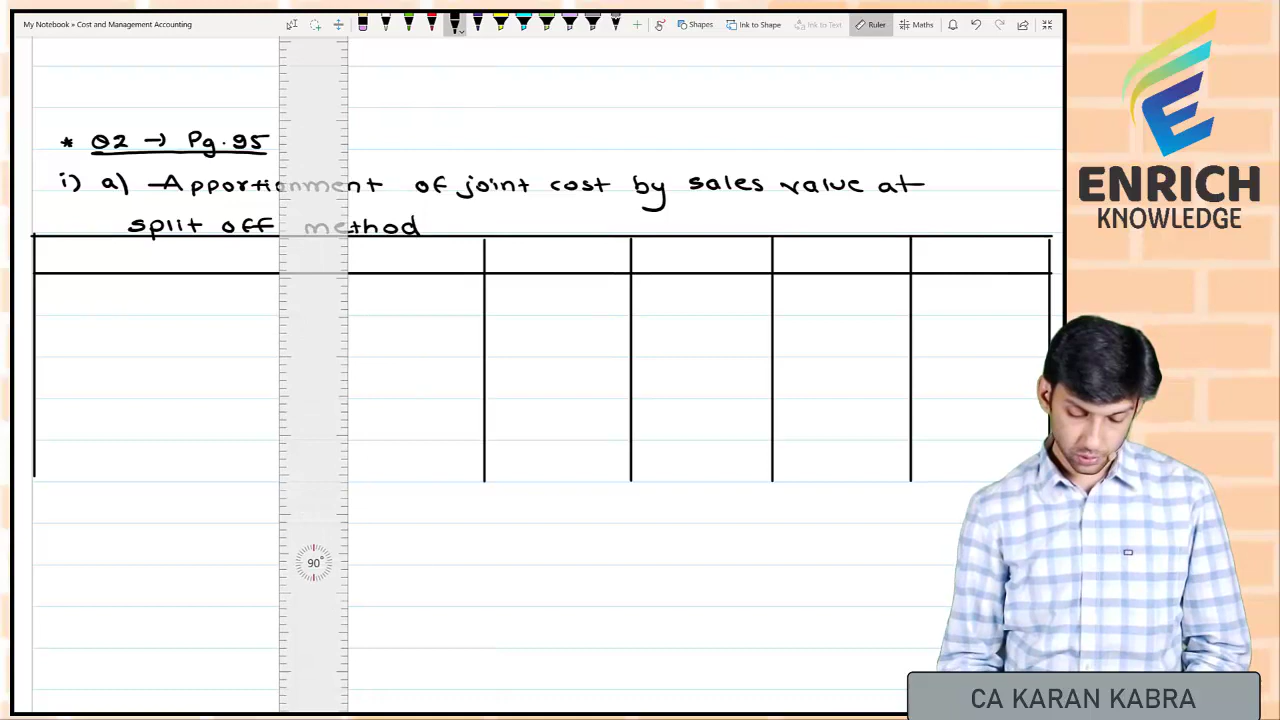 My Notebook » Cost and Management Accounting
Shapes Ink to Shape Ink to Text Ruler Maths
* Q2 → Pg. 95
i) a) Apportionment of joint cost by sales value at
split off method
90°
ENRICH
KNOWLEDGE
CA KARAN KABRA